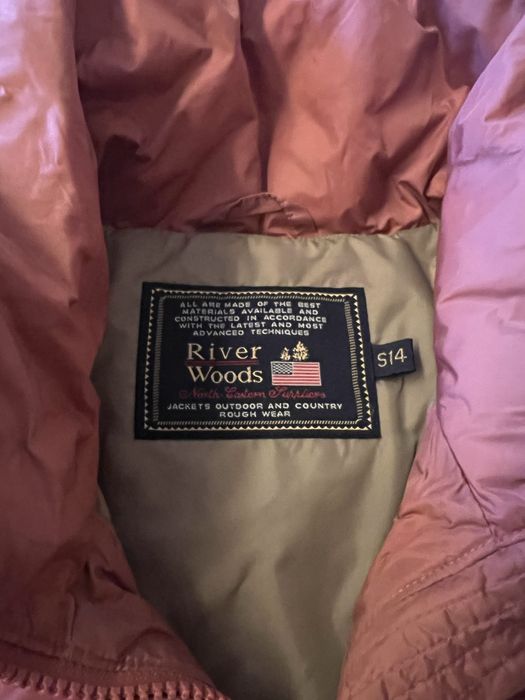 ALL ARE MADE OF THE BEST
MATERIALS AVAILABLE AND
CONSTRUCTED IN ACCORDANCE
WITH THE LATEST AND MOST
ADVANCED TECHNIQUES
River
Woods
North-Eastern Suppliers
JACKETS OUTDOOR AND COUNTRY
ROUGH WEAR
S14